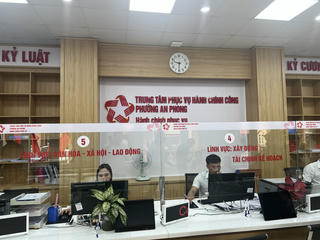 KỶ LUẬT
TRUNG TÂM PHỤC VỤ HÀNH CHÍNH CÔNG
PHƯỜNG AN PHONG
Hành chính phục vụ
KỶ CƯƠ
5
HÓA - XÃ HỘI - LAO ĐỘNG
4
LĨNH VỰC: XÂY DỰNG
TÀI CHÍNH KẾ HOẠCH